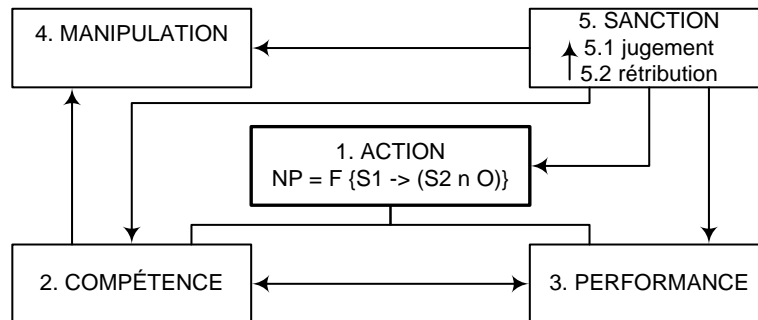 4. MANIPULATION
5. SANCTION
5.1 jugement
5.2 rétribution
1. ACTION
NP = F {S1 -> (S2 n O)}
2. COMPÉTENCE
3. PERFORMANCE